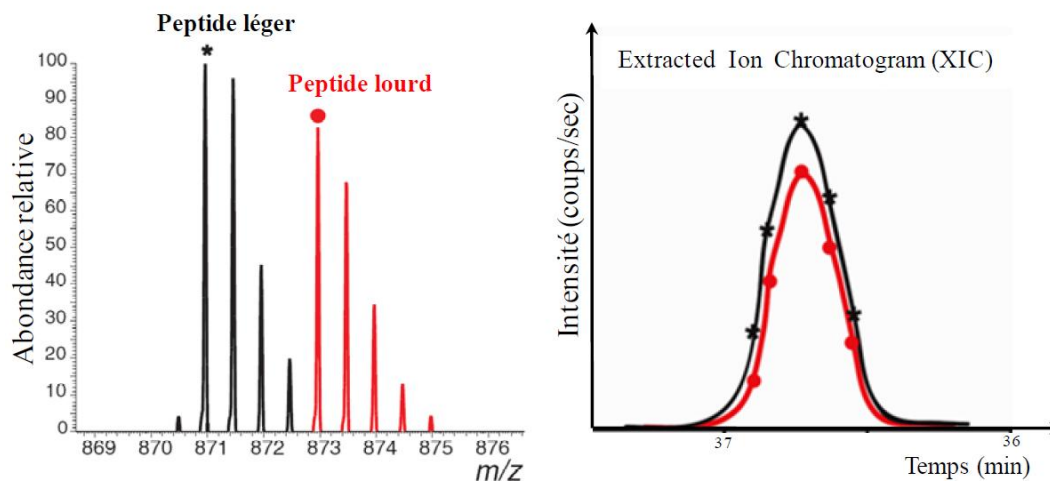 Peptide léger
*
Peptide lourd
Abondance relative
100
90
80
70
60
50
40
30
20
10
0
869 870 871 872 873 874 875 876
m/z
Extracted Ion Chromatogram (XIC)
Intensité (coups/sec)
37 36
Temps (min)